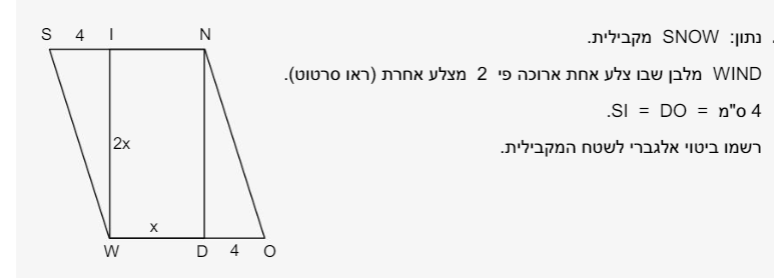 נתון: SNOW מקבילית.
WIND מלבן שבו צלע אחת ארוכה פי 2 מצלע אחרת (ראו סרטוט).
4 ס"מ = SI = DO.
רשמו ביטוי אלגברי לשטח המקבילית.
S 4 I N
2x
x
W D 4 O